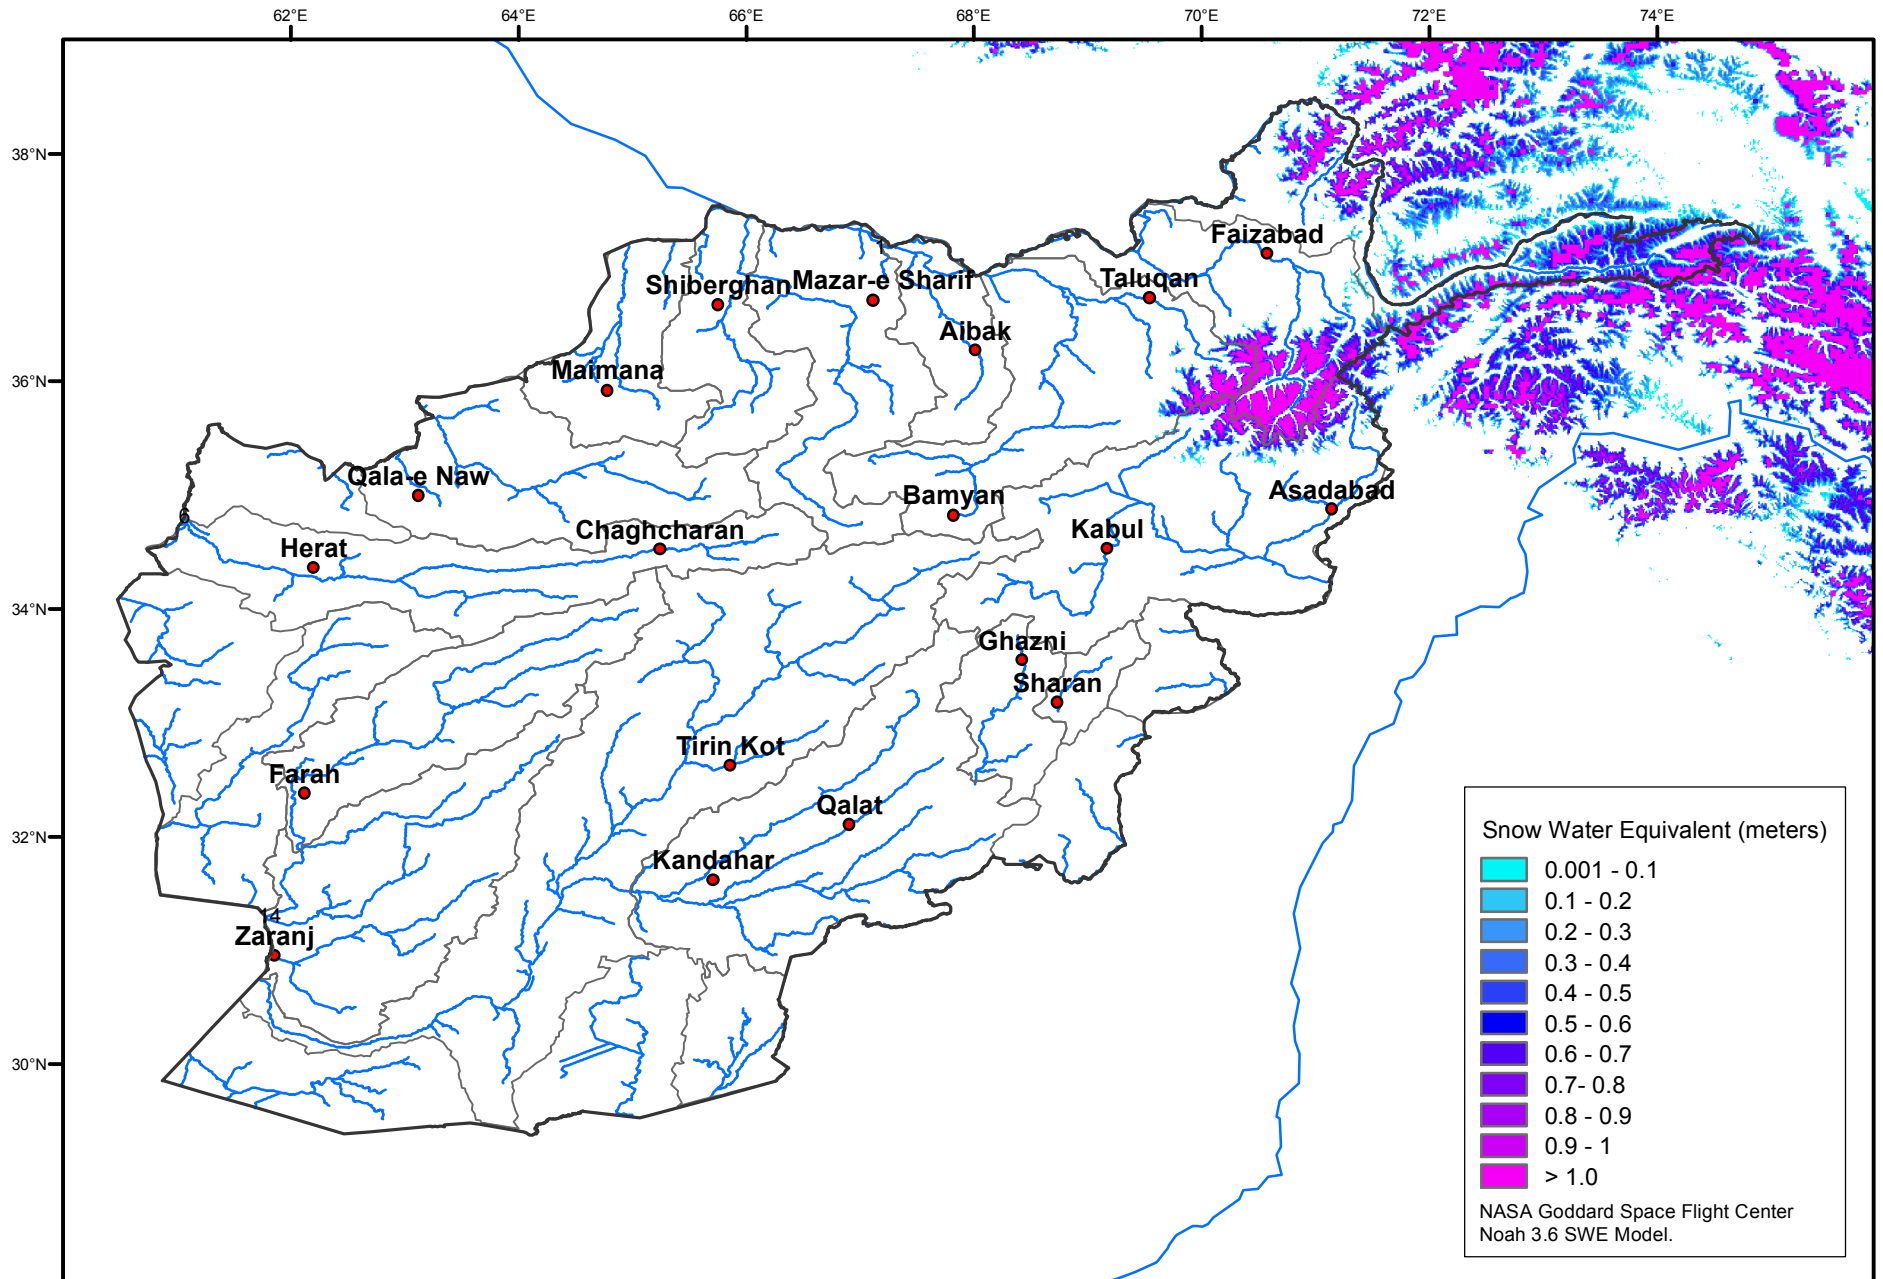 62°E
64°E
66°E
68°E
70°E
72°E
74°E
38°N
36°N
34°N
32°N
30°N
Faizabad
Taluqan
Shiberghan
Mazar-e Sharif
Aibak
Maimana
Qala-e Naw
Bamyan
Asadabad
6
Chaghcharan
Kabul
Herat
Ghazni
Sharan
Tirin Kot
Farah
Qalat
Kandahar
14
Zaranj
Snow Water Equivalent (meters)
0.001 - 0.1
0.1 - 0.2
0.2 - 0.3
0.3 - 0.4
0.4 - 0.5
0.5 - 0.6
0.6 - 0.7
0.7- 0.8
0.8 - 0.9
0.9 - 1
> 1.0
NASA Goddard Space Flight Center
Noah 3.6 SWE Model.